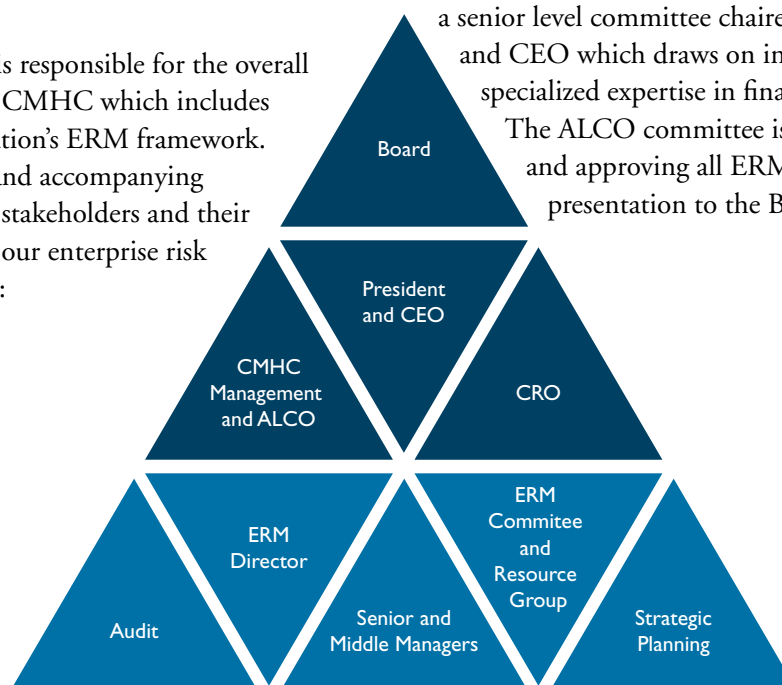 is responsible for the overall
CMHC which includes
tion's ERM framework.
and accompanying
stakeholders and their
our enterprise risk
:
a senior level committee chaire
and CEO which draws on in
specialized expertise in fina
The ALCO committee is
and approving all ERM
presentation to the B
Board
President
and CEO
CMHC
Management
and ALCO
CRO
Audit
ERM
Director
Senior and
Middle Managers
ERM
Commitee
and
Resource
Group
Strategic
Planning